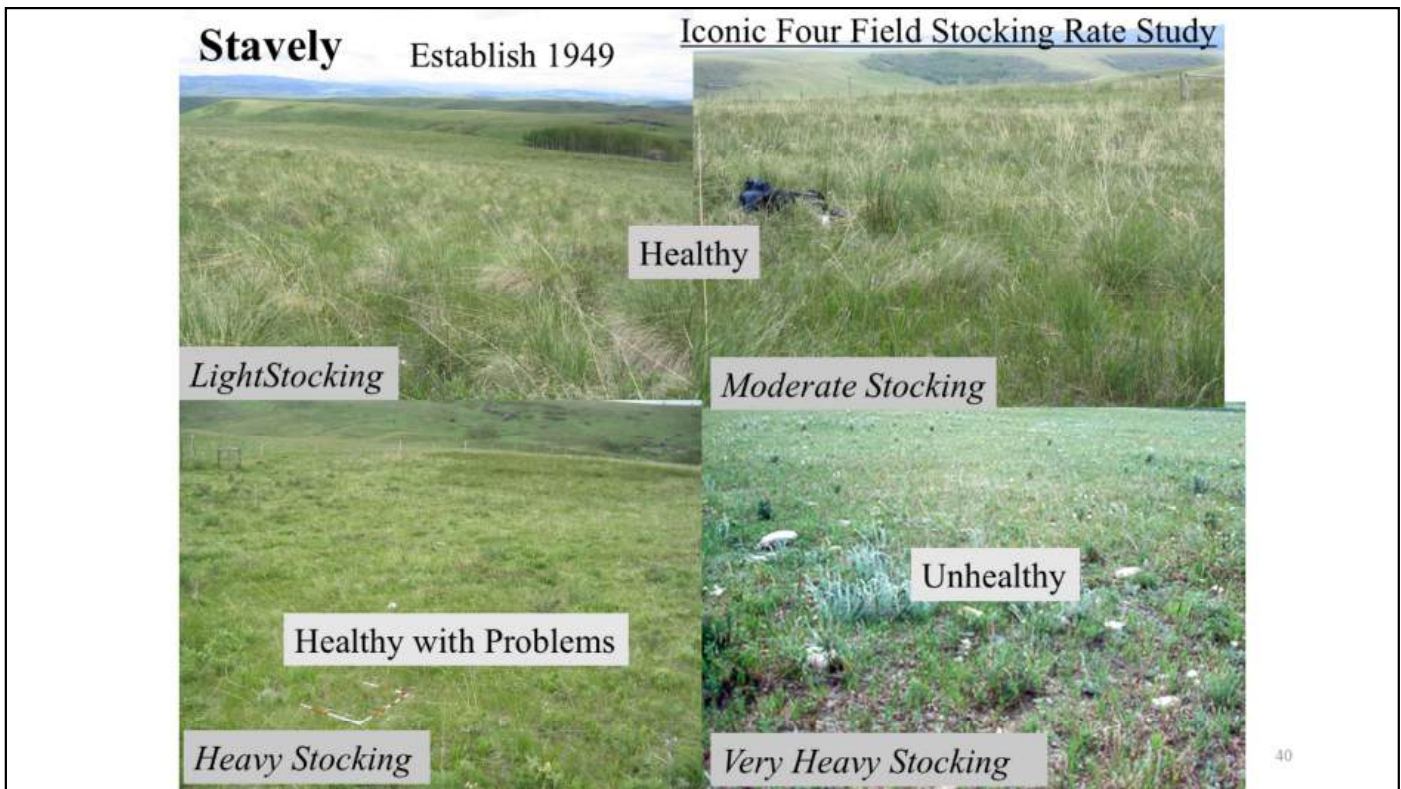 Stavely
Establish 1949
Iconic Four Field Stocking Rate Study
Healthy
LightStocking
Moderate Stocking
Healthy with Problems
Unhealthy
Heavy Stocking
Very Heavy Stocking
40